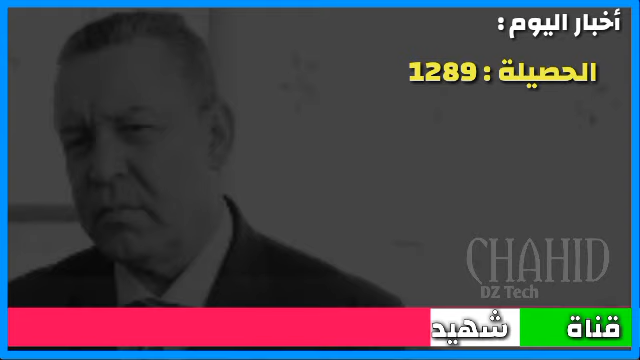 أخبار اليوم :
الحصيلة : 1289
CHAHID
DZ Tech
قناة شهيد